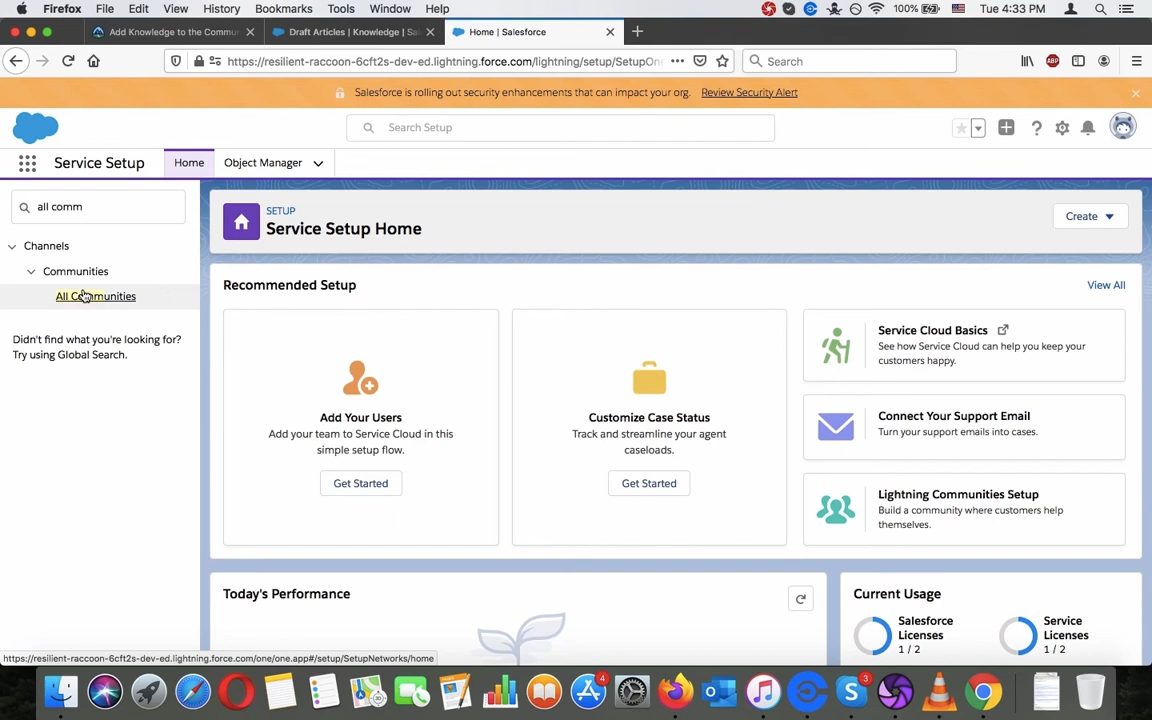 Firefox File Edit View History Bookmarks Tools Window Help 100% Tue 4:33 PM
Add Knowledge to the Commun Draft Articles | Knowledge | Sa Home | Salesforce
https://resilient-raccoon-6cft2s-dev-ed.lightning.force.com/lightning/setup/SetupOne Search
Salesforce is rolling out security enhancements that can impact your org. Review Security Alert
Search Setup
Service Setup Home Object Manager
all comm
Channels
Communities
All Communities
Didn't find what you're looking for?
Try using Global Search.
SETUP
Service Setup Home
Create
Recommended Setup
View All
Add Your Users
Add your team to Service Cloud in this
simple setup flow.
Get Started
Customize Case Status
Track and streamline your agent
caseloads.
Get Started
Service Cloud Basics
See how Service Cloud can help you keep your
customers happy.
Connect Your Support Email
Turn your support emails into cases.
Lightning Communities Setup
Build a community where customers help
themselves.
Today's Performance
Current Usage
Salesforce
Licenses
1 / 2
Service
Licenses
1 / 2
https://resilient-raccoon-6cft2s-dev-ed.lightning.force.com/one/one.app#/setup/SetupNetworks/home
4
3